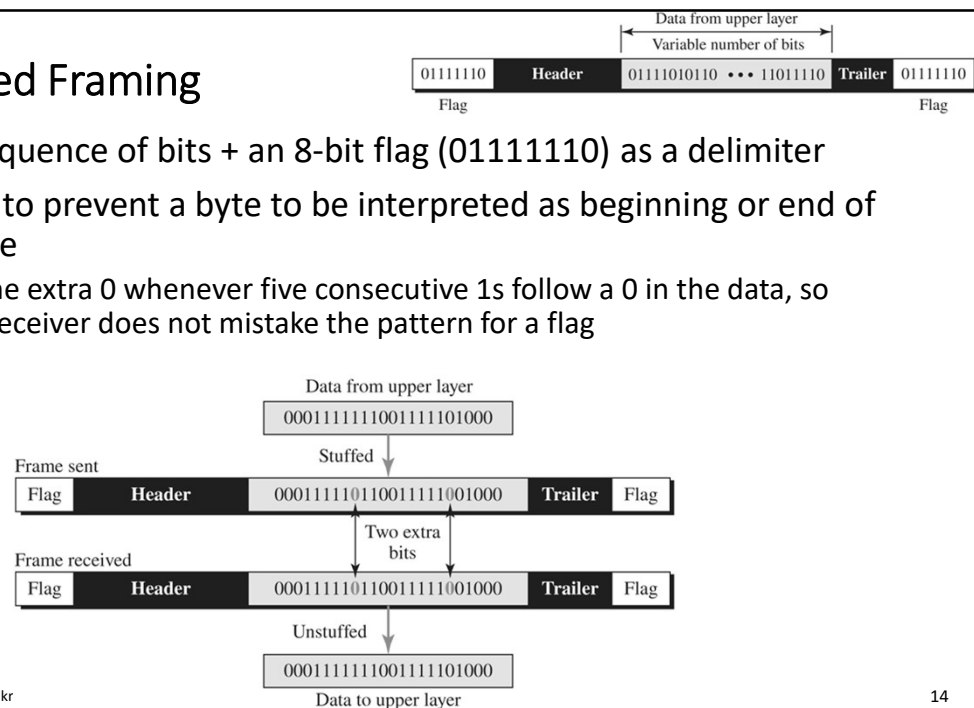 Data from upper layer
Variable number of bits
ed Framing
01111110 Header 01111010110 ••• 11011110 Trailer 01111110
Flag Flag
quence of bits + an 8-bit flag (01111110) as a delimiter
to prevent a byte to be interpreted as beginning or end of
e
ne extra 0 whenever five consecutive 1s follow a 0 in the data, so
eceiver does not mistake the pattern for a flag
Data from upper layer
0001111111001111101000
Stuffed
Frame sent
Flag Header 000111110110011111001000 Trailer Flag
Two extra
bits
Frame received
Flag Header 000111110110011111001000 Trailer Flag
Unstuffed
0001111111001111101000
Data to upper layer
kr
14